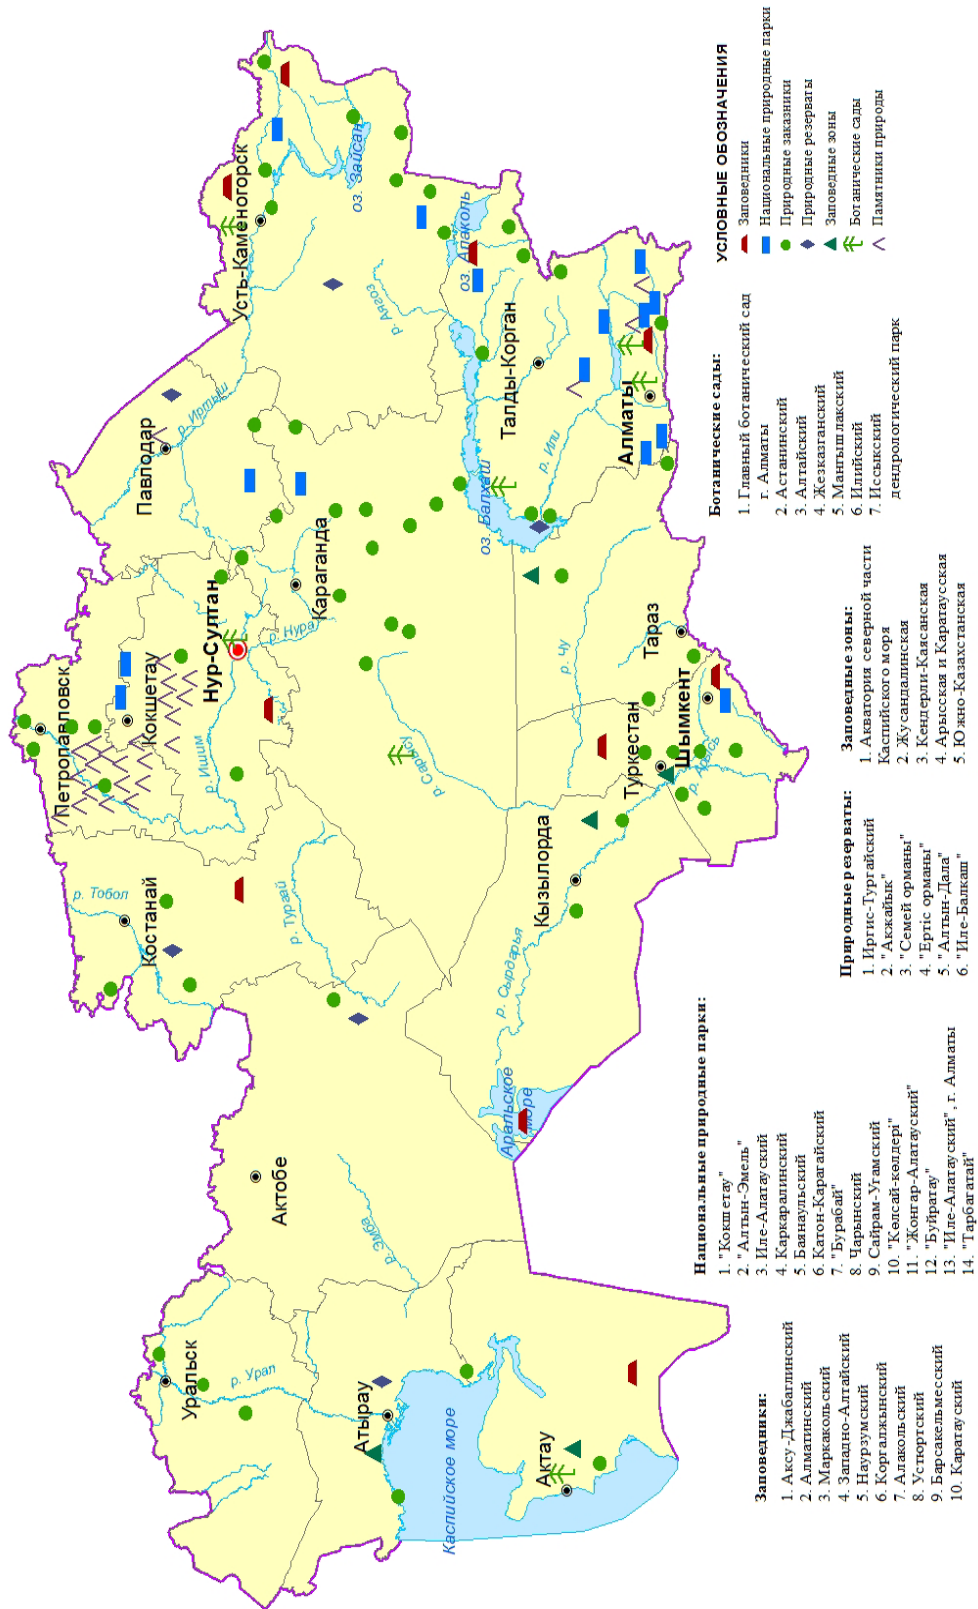 Петропавловск
Кокшетау
Костанай
р. Тобол
р. Ишим
Нур-Султан
р. Нура
Павлодар
р. Иртыш
Усть-Каменогорск
оз. Зайсан
оз. Алаколь
р. Аягоз
Караганда
р. Сарысу
р. Тургай
Уральск
р. Урал
Актобе
р. Эмба
Атырау
Каспийское море
Актау
Аральское
море
р. Сырдарья
Кызылорда
Туркестан
Шымкент
р. Арысь
Тараз
р. Чу
оз. Балхаш
р. Или
Талды-Корган
Алматы
Заповедники:
1. Аксу-Джабаглинский
2. Алматинский
3. Маркакольский
4. Западно-Алтайский
5. Наурзумский
6. Коргалжынский
7. Алакольский
8. Устюртский
9. Барсакельмесский
10. Каратауский
Национальные природные парки:
1. "Кокшетау"
2. "Алтын-Эмель"
3. Иле-Алатауский
4. Каркаралинский
5. Баянаульский
6. Катон-Карагайский
7. "Бурабай"
8. Чарынский
9. Сайрам-Угамский
10. "Көлсай-көлдері"
11. "Жонгар-Алатауский"
12. "Буйратау"
13. "Иле-Алатауский", г. Алматы
14. "Тарбагатай"
Природные резерваты:
1. Иргис-Тургайский
2. "Акжайык"
3. "Семей орманы"
4. "Ертіс орманы"
5. "Алтын-Дала"
6. "Иле-Балкаш"
Заповедные зоны:
1. Акватория северной части
Каспийского моря
2. Жусандалинская
3. Кендерли-Каясанская
4. Арысская и Каратауская
5. Южно-Казахстанская
Ботанические сады:
1. Главный ботанический сад
г. Алматы
2. Астанинский
3. Алтайский
4. Жезказганский
5. Мангышлакский
6. Илийский
7. Иссыкский
дендрологический парк
УСЛОВНЫЕ ОБОЗНАЧЕНИЯ
Заповедники
Национальные природные парки
Природные заказники
Природные резерваты
Заповедные зоны
Ботанические сады
Памятники природы